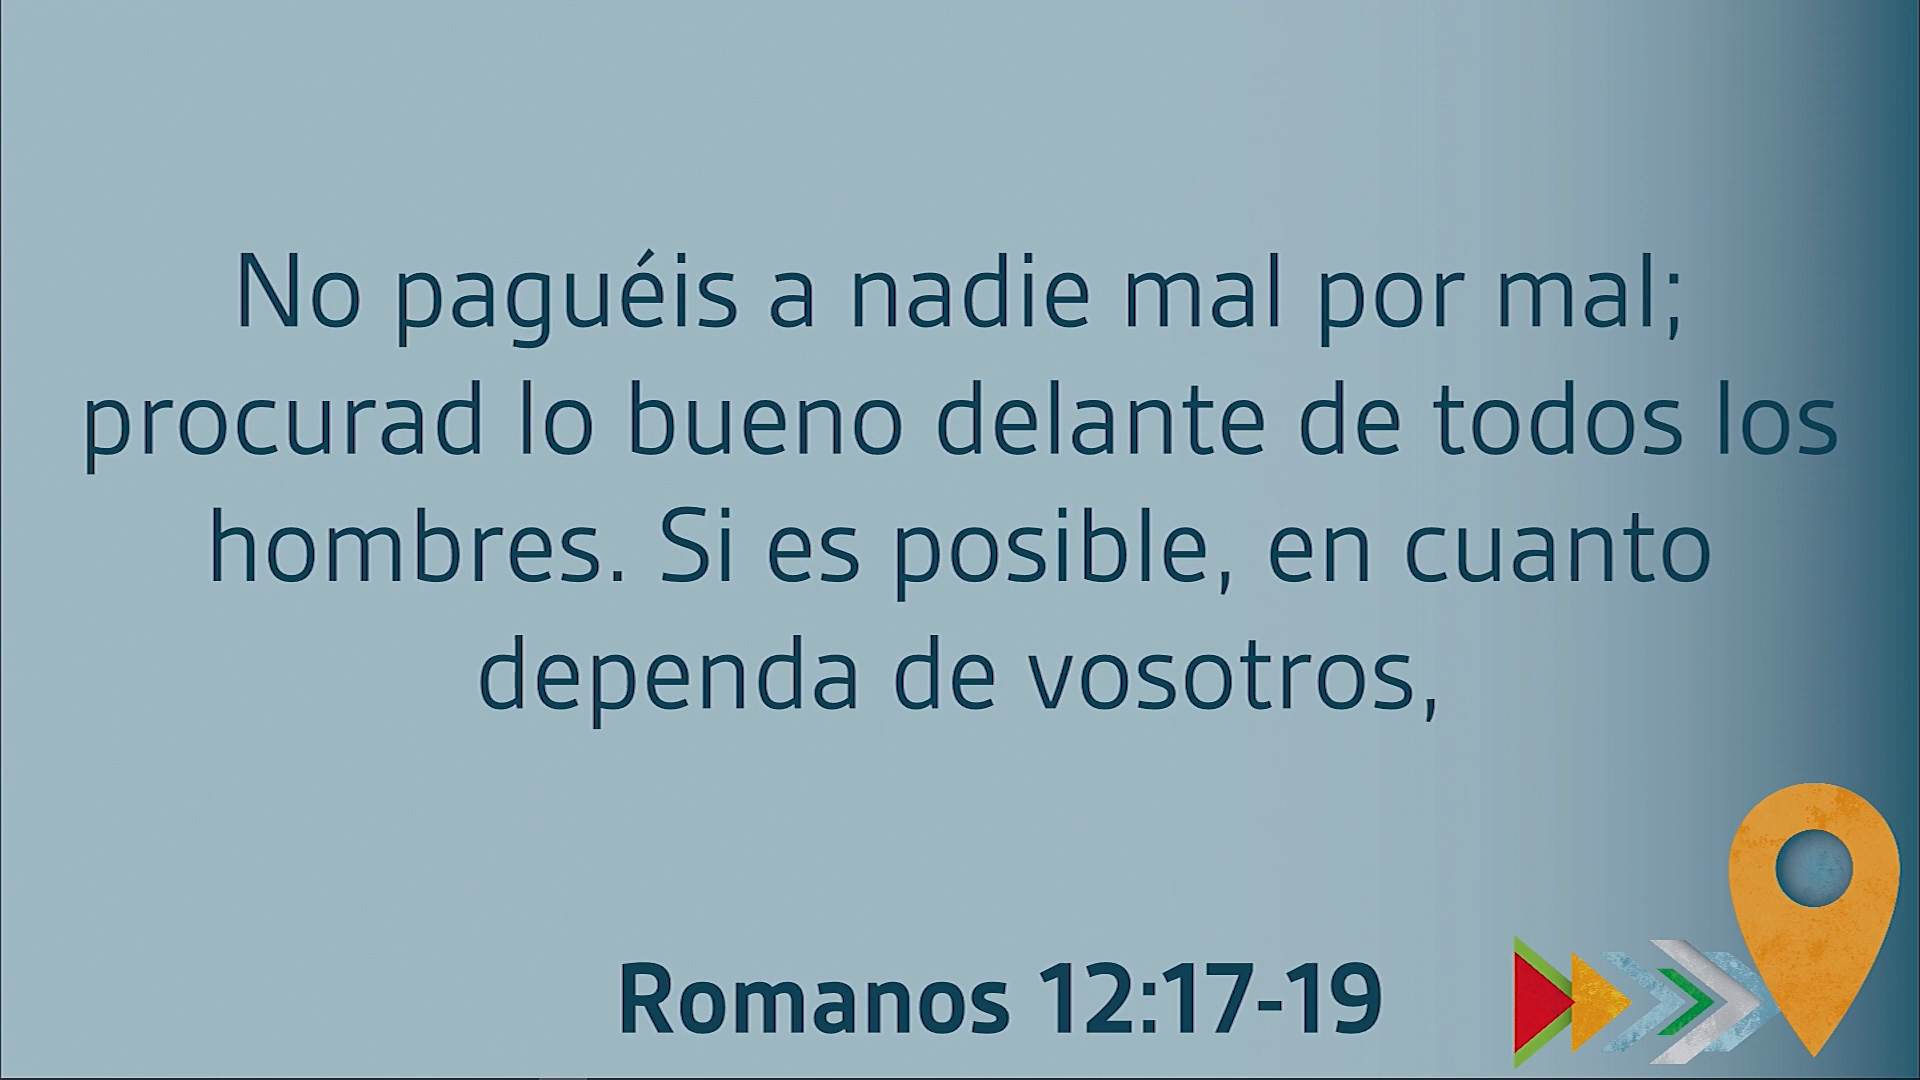 No paguéis a nadie mal por mal;
procurad lo bueno delante de todos los
hombres. Si es posible, en cuanto
dependa de vosotros,
Romanos 12:17-19